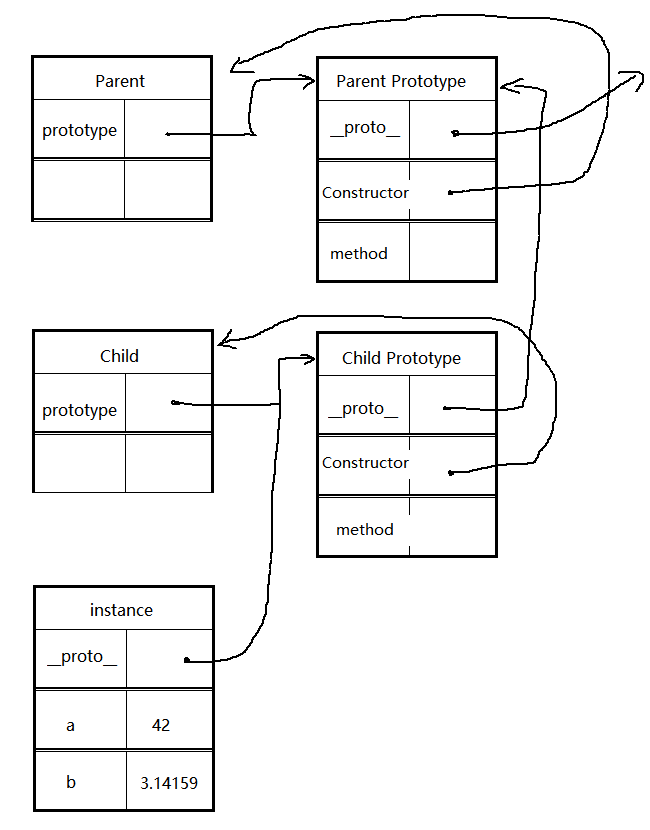 Parent
prototype
Parent Prototype
__proto__
Constructor
method
Child
prototype
Child Prototype
__proto__
Constructor
method
instance
__proto__
a 42
b 3.14159